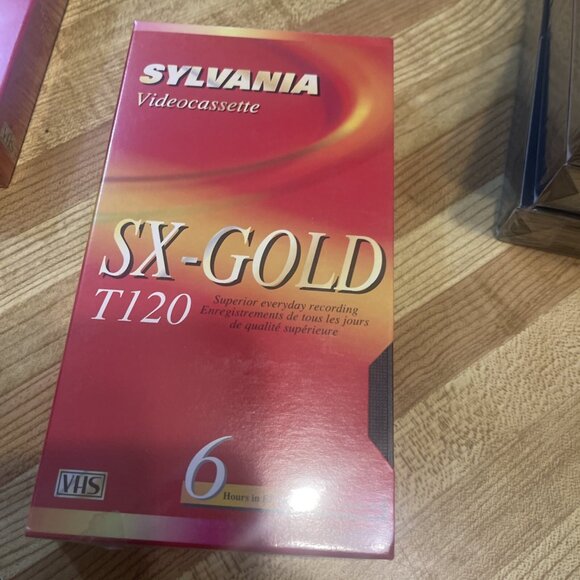 SYLVANIA
Videocassette
SX-GOLD
T120
Superior everyday recording
Enregistrements de tous les jours
de qualité supérieure
6
Hours in
VHS
VHS